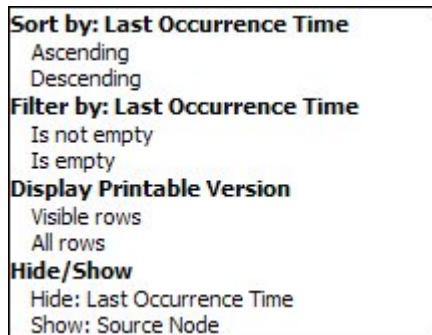 Sort by: Last Occurrence Time
Ascending
Descending
Filter by: Last Occurrence Time
Is not empty
Is empty
Display Printable Version
Visible rows
All rows
Hide/Show
Hide: Last Occurrence Time
Show: Source Node